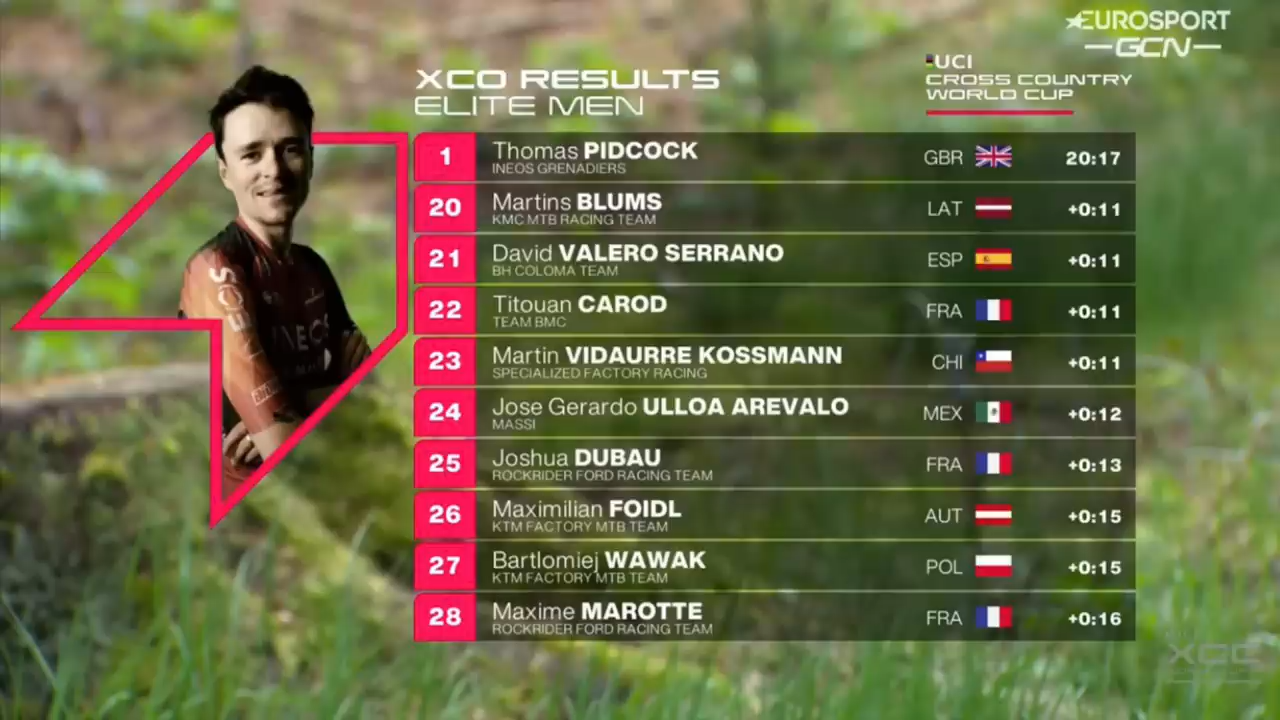 EUROSPORT
GCN
UCI
CROSS COUNTRY
WORLD CUP
XCO RESULTS
ELITE MEN
1 Thomas PIDCOCK GBR 20:17
INEOS GRENADIERS
20 Martins BLUMS LAT +0:11
KMC MTB RACING TEAM
21 David VALERO SERRANO ESP +0:11
BH COLOMA TEAM
22 Titouan CAROD FRA +0:11
TEAM BMC
23 Martin VIDAURRE KOSSMANN CHI +0:11
SPECIALIZED FACTORY RACING
24 Jose Gerardo ULLOA AREVALO MEX +0:12
MASSI
25 Joshua DUBAU FRA +0:13
ROCKRIDER FORD RACING TEAM
26 Maximilian FOIDL AUT +0:15
KTM FACTORY MTB TEAM
27 Bartlomiej WAWAK POL +0:15
KTM FACTORY MTB TEAM
28 Maxime MAROTTE FRA +0:16
ROCKRIDER FORD RACING TEAM
INEOS
INEOS
XCC